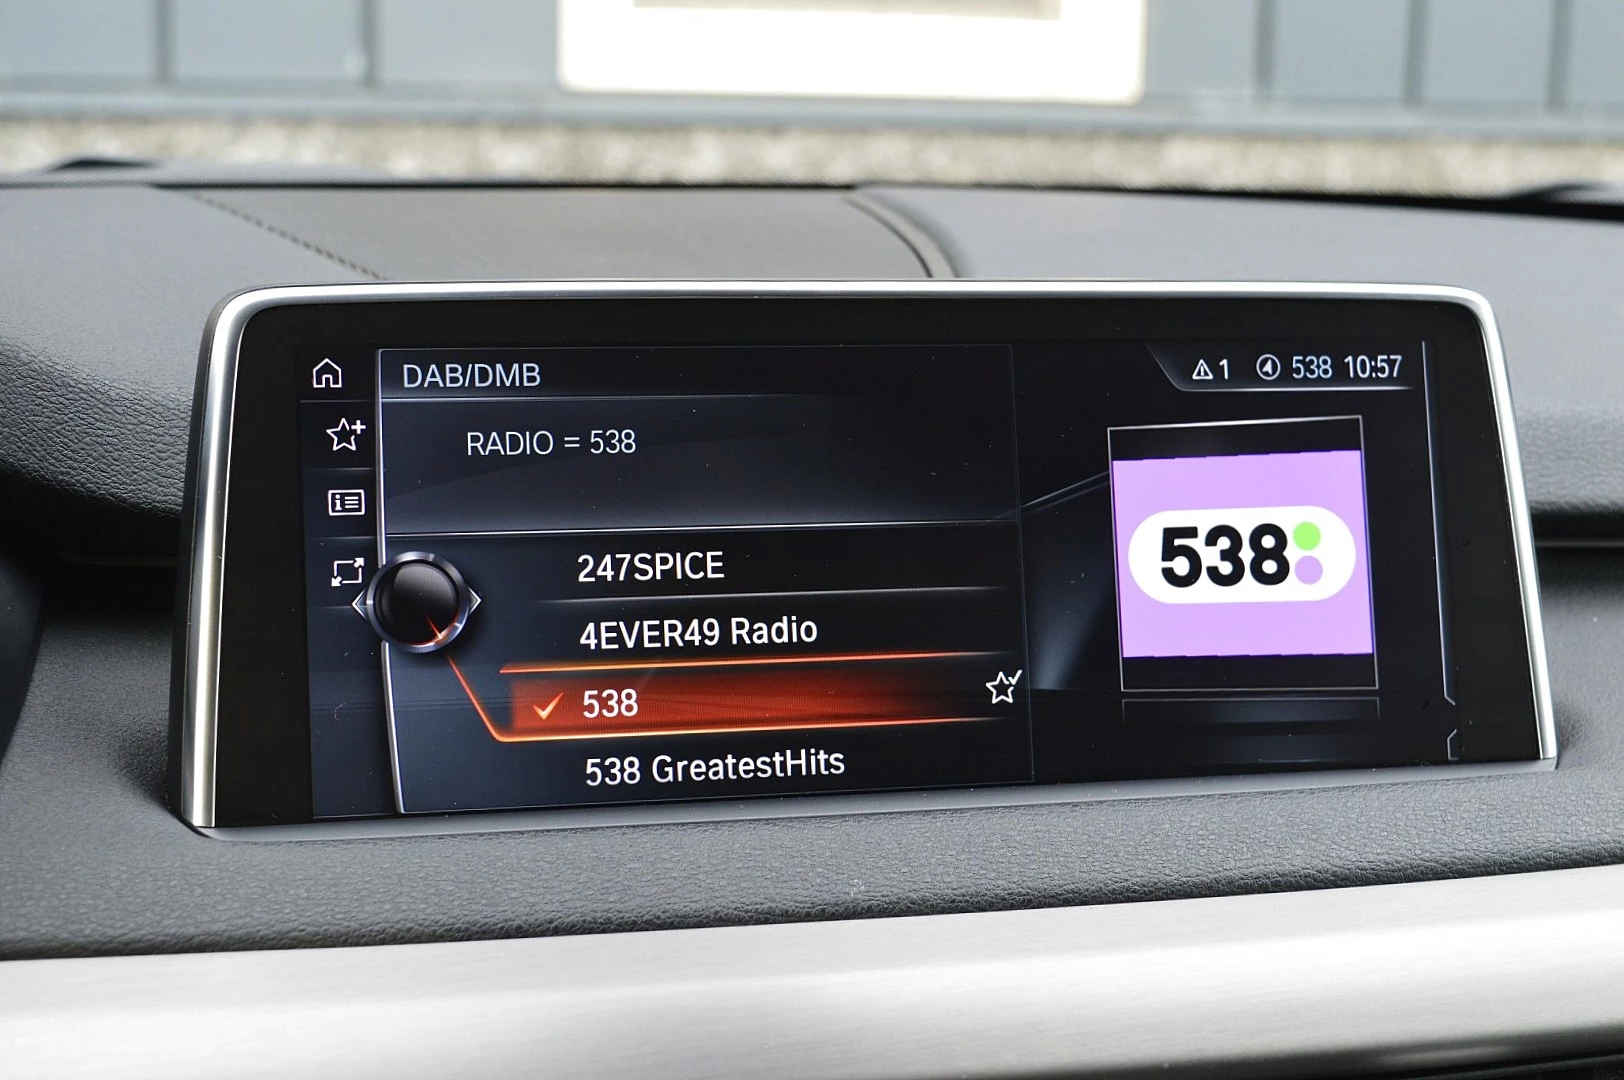 DAB/DMB
1 538 10:57
RADIO = 538
247SPICE
4EVER49 Radio
538
538 GreatestHits
538